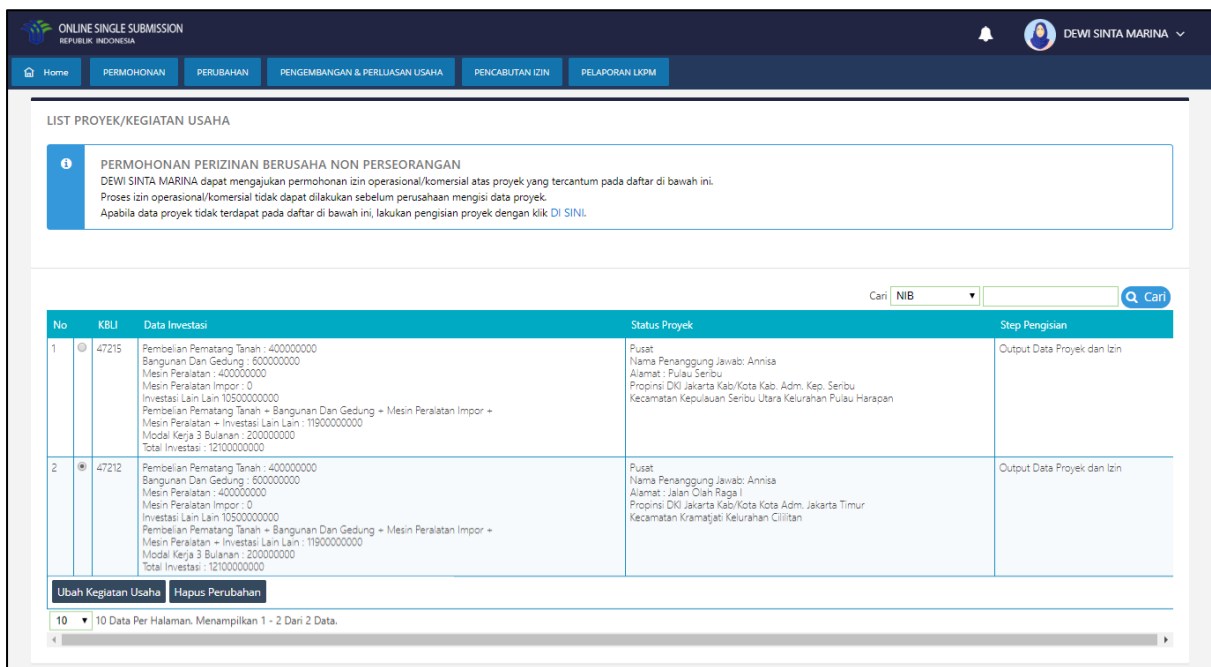 ONLINE SINGLE SUBMISSION
REPUBLIK INDONESIA
DEWI SINTA MARINA
Home PERMOHONAN PERUBAHAN PENGEMBANGAN & PERLUASAN USAHA PENCABUTAN IZIN PELAPORAN LKPM
LIST PROYEK/KEGIATAN USAHA
PERMOHONAN PERIZINAN BERUSAHA NON PERSEORANGAN
DEWI SINTA MARINA dapat mengajukan permohonan izin operasional/komersial atas proyek yang tercantum pada daftar di bawah ini.
Proses izin operasional/komersial tidak dapat dilakukan sebelum perusahaan mengisi data proyek.
Apabila data proyek tidak terdapat pada daftar di bawah ini, lakukan pengisian proyek dengan klik DI SINI.
Cari NIB Cari
No KBLI Data Investasi Status Proyek Step Pengisian
1 47215
Pembelian Pematang Tanah : 400000000
Bangunan Dan Gedung : 600000000
Mesin Peralatan : 400000000
Mesin Peralatan Impor : 0
Investasi Lain Lain 10500000000
Pembelian Pematang Tanah + Bangunan Dan Gedung + Mesin Peralatan Impor +
Mesin Peralatan + Investasi Lain Lain : 11900000000
Modal Kerja 3 Bulanan : 200000000
Total Investasi : 12100000000
Pusat
Nama Penanggung Jawab: Annisa
Alamat : Pulau Seribu
Propinsi DKI Jakarta Kab/Kota Kab. Adm. Kep. Seribu
Kecamatan Kepulauan Seribu Utara Kelurahan Pulau Harapan
Output Data Proyek dan Izin
2 47212
Pembelian Pematang Tanah : 400000000
Bangunan Dan Gedung : 600000000
Mesin Peralatan : 400000000
Mesin Peralatan Impor : 0
Investasi Lain Lain 10500000000
Pembelian Pematang Tanah + Bangunan Dan Gedung + Mesin Peralatan Impor +
Mesin Peralatan + Investasi Lain Lain : 11900000000
Modal Kerja 3 Bulanan : 200000000
Total Investasi : 12100000000
Pusat
Nama Penanggung Jawab: Annisa
Alamat : Jalan Olah Raga I
Propinsi DKI Jakarta Kab/Kota Kota Adm. Jakarta Timur
Kecamatan Kramatjati Kelurahan Cililitan
Output Data Proyek dan Izin
Ubah Kegiatan Usaha Hapus Perubahan
10 10 Data Per Halaman. Menampilkan 1 - 2 Dari 2 Data.